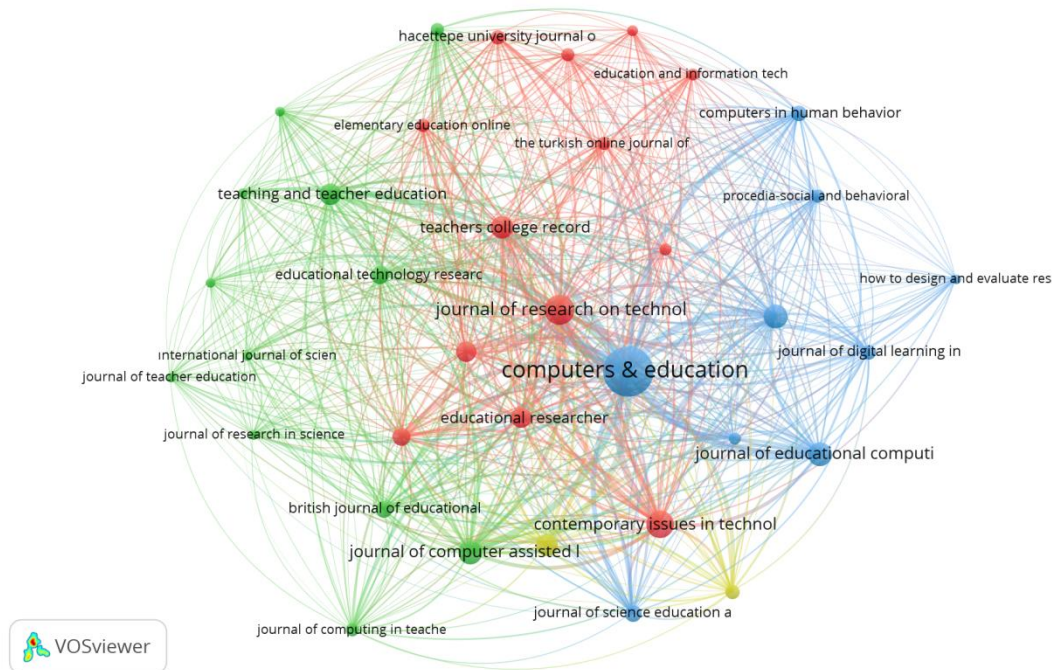 hacettepe university journal o
education and information tech
computers in human behavior
elementary education online
the turkish online journal of
teaching and teacher education
procedia-social and behavioral
teachers college record
educational technology researc
how to design and evaluate res
journal of research on technol
journal of digital learning in
international journal of scien
computers & education
journal of teacher education
educational researcher
journal of research in science
journal of educational computi
british journal of educational
contemporary issues in technol
journal of computer assisted l
journal of science education a
journal of computing in teache
VOSviewer